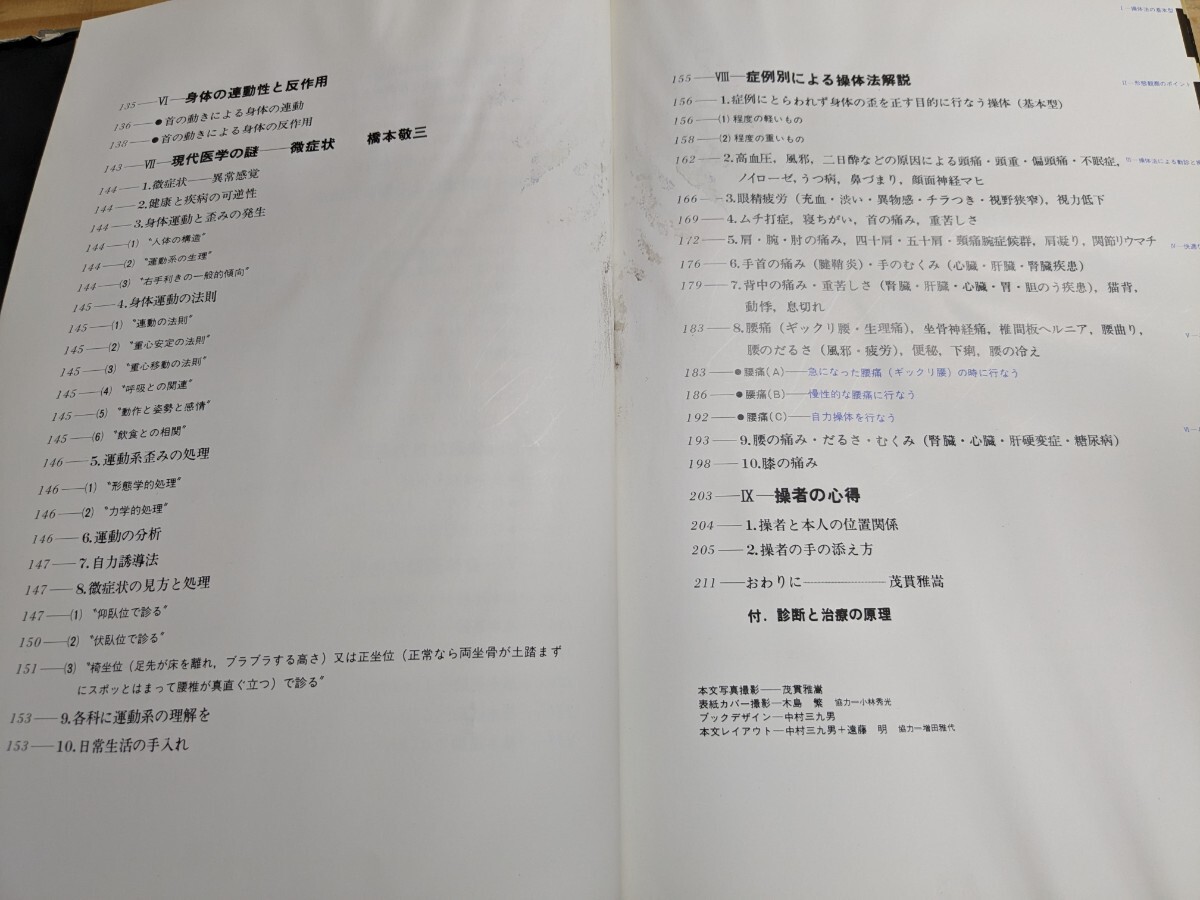 135──Ⅵ─身体の連動性と反作用
136──●首の動きによる身体の連動
138──●首の動きによる身体の反作用
143──Ⅶ─現代医学の謎──微症状　橋本敬三
144──1.微症状──異常感覚
144──2.健康と疾病の可逆性
144──3.身体運動と歪みの発生
144──⑴ “人体の構造”
144──⑵ “運動系の生理”
144──⑶ “右手利きの一般的傾向”
145──4.身体運動の法則
145──⑴ “連動の法則”
145──⑵ “重心安定の法則”
145──⑶ “重心移動の法則”
145──⑷ “呼吸との関連”
145──⑸ “動作と姿勢と感情”
145──⑹ “飲食との相関”
146──5.運動系歪みの処理
146──⑴ “形態学的処理”
146──⑵ “力学的処理”
146──6.運動の分析
147──7.自力誘導法
147──8.微症状の見方と処理
147──⑴ “仰臥位で診る”
150──⑵ “伏臥位で診る”
151──⑶ “椅坐位（足先が床を離れ，ブラブラする高さ）又は正坐位（正常なら両坐骨が土踏まず
にスポッとはまって腰椎が真直ぐ立つ）で診る”
153──9.各科に運動系の理解を
153──10.日常生活の手入れ
155──Ⅷ─症例別による操体法解説
156──1.症例にとらわれず身体の歪を正す目的に行なう操体（基本型）
156──⑴ 程度の軽いもの
158──⑵ 程度の重いもの
162──2.高血圧，風邪，二日酔などの原因による頭痛・頭重・偏頭痛・不眠症，
ノイローゼ，うつ病，鼻づまり，顔面神経マヒ
166──3.眼精疲労（充血・渋い・異物感・チラつき・視野狭窄），視力低下
169──4.ムチ打症，寝ちがい，首の痛み，重苦しさ
172──5.肩・腕・肘の痛み，四十肩・五十肩・頸痛腕症候群，肩凝り，関節リウマチ
176──6.手首の痛み（腱鞘炎）・手のむくみ（心臓・肝臓・腎臓疾患）
179──7.背中の痛み・重苦しさ（腎臓・肝臓・心臓・胃・胆のう疾患），猫背，
動悸，息切れ
183──8.腰痛（ギックリ腰・生理痛），坐骨神経痛，椎間板ヘルニア，腰曲り，
腰のだるさ（風邪・疲労），便秘，下痢，腰の冷え
183──●腰痛(A)──急になった腰痛（ギックリ腰）の時に行なう
186──●腰痛(B)──慢性的な腰痛に行なう
192──●腰痛(C)──自力操体を行なう
193──9.腰の痛み・だるさ・むくみ（腎臓・心臓・肝硬変症・糖尿病）
198──10.膝の痛み
203──Ⅸ─操者の心得
204──1.操者と本人の位置関係
205──2.操者の手の添え方
211──おわりに──────茂貫雅嵩
付．診断と治療の原理
本文写真撮影──茂貫雅嵩
表紙カバー撮影─木島　繁　協力─小林秀光
ブックデザイン─中村三九男
本文レイアウト─中村三九男＋遠藤　明　協力─増田雅代
Ⅰ─操体法の基本型
Ⅱ─形態観察のポイント
Ⅲ─操体法による動診と
Ⅳ─快適な
Ⅴ─
Ⅵ─